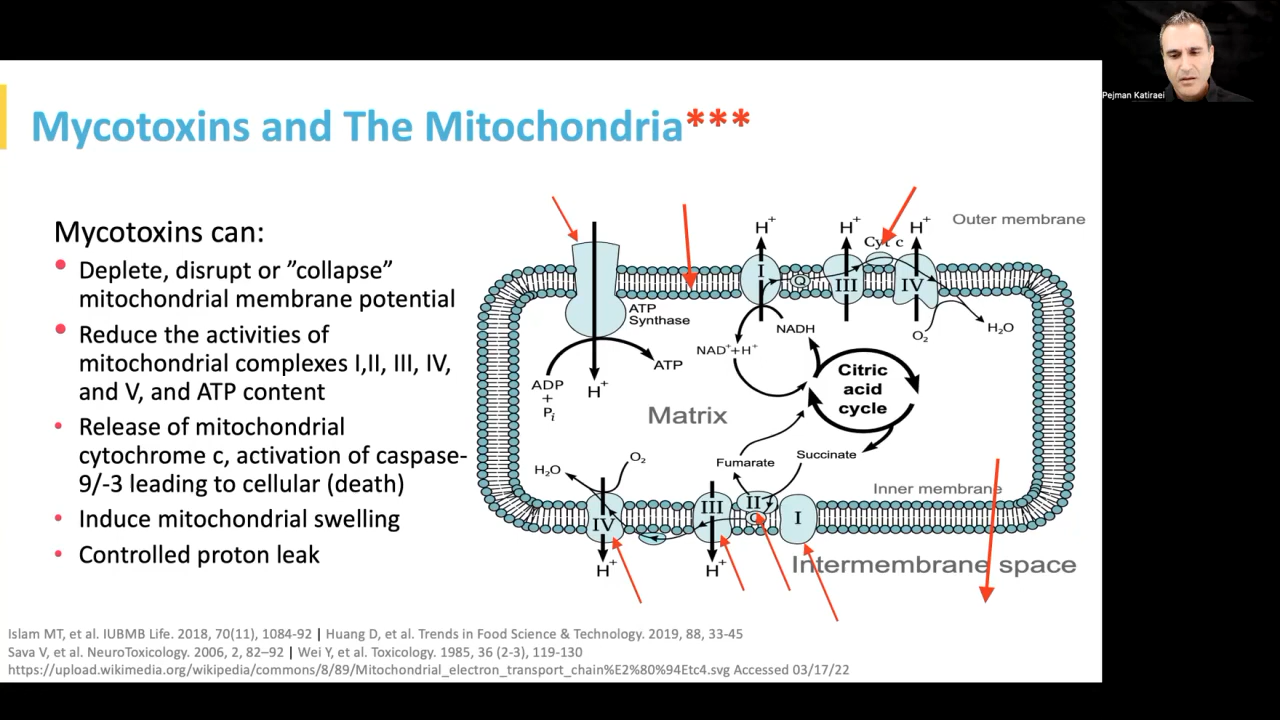 Pejman Katiraei
Mycotoxins and The Mitochondria***
Mycotoxins can:
• Deplete, disrupt or ”collapse”
mitochondrial membrane potential
• Reduce the activities of
mitochondrial complexes I,II, III, IV,
and V, and ATP content
• Release of mitochondrial
cytochrome c, activation of caspase-
9/-3 leading to cellular (death)
• Induce mitochondrial swelling
• Controlled proton leak
Outer membrane
H⁺
H⁺
H⁺
Cyt c
I
Q
III
IV
ATP
Synthase
NADH
O₂
H₂O
NAD⁺+H⁺
ATP
ADP
+
Pi
H⁺
Citric
acid
cycle
Matrix
Fumarate
Succinate
H₂O
O₂
Inner membrane
IV
III
II
Q
I
H⁺
H⁺
Intermembrane space
Islam MT, et al. IUBMB Life. 2018, 70(11), 1084-92 | Huang D, et al. Trends in Food Science & Technology. 2019, 88, 33-45
Sava V, et al. NeuroToxicology. 2006, 2, 82–92 | Wei Y, et al. Toxicology. 1985, 36 (2-3), 119-130
https://upload.wikimedia.org/wikipedia/commons/8/89/Mitochondrial_electron_transport_chain%E2%80%94Etc4.svg Accessed 03/17/22